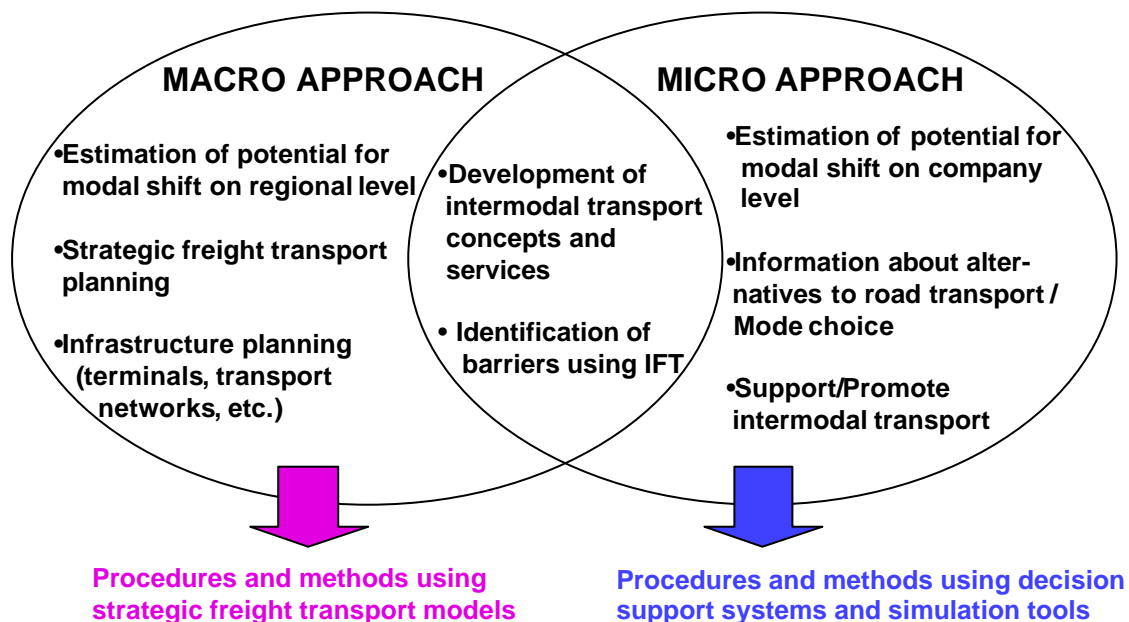 MACRO APPROACH
•Estimation of potential for
modal shift on regional level
•Strategic freight transport
planning
•Infrastructure planning
(terminals, transport
networks, etc.)
•Development of
intermodal transport
concepts and
services
• Identification of
barriers using IFT
MICRO APPROACH
•Estimation of potential for
modal shift on company
level
•Information about alter-
natives to road transport /
Mode choice
•Support/Promote
intermodal transport
Procedures and methods using
strategic freight transport models
Procedures and methods using decision
support systems and simulation tools